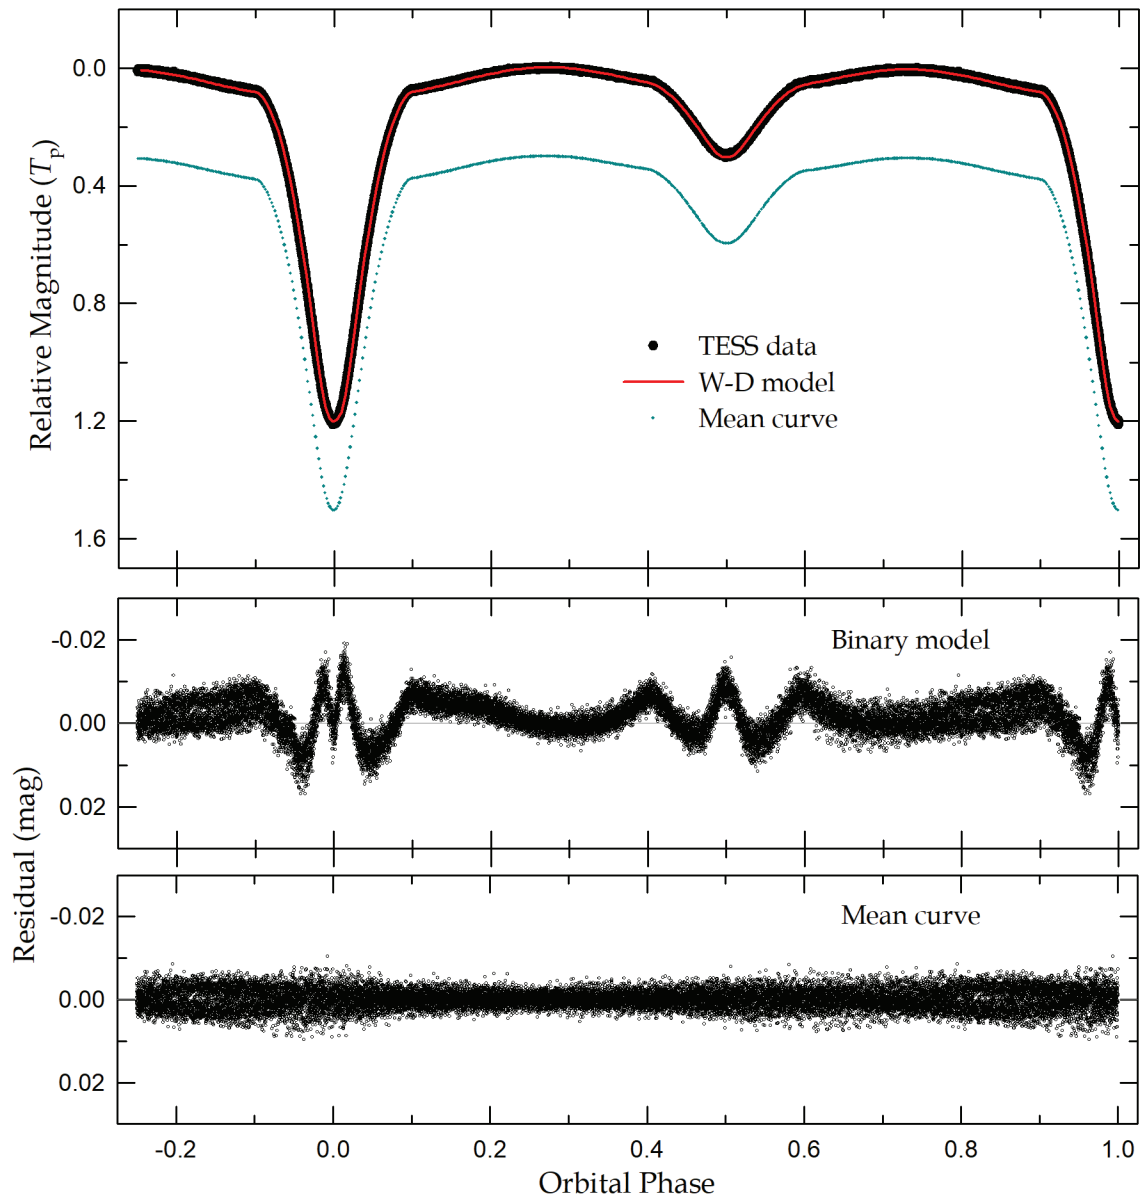 Relative Magnitude (Tp)
0.0
0.4
0.8
1.2
1.6
TESS data
W-D model
Mean curve
Residual (mag)
-0.02
0.00
0.02
Binary model
-0.02
0.00
0.02
Mean curve
-0.2
0.0
0.2
0.4
0.6
0.8
1.0
Orbital Phase